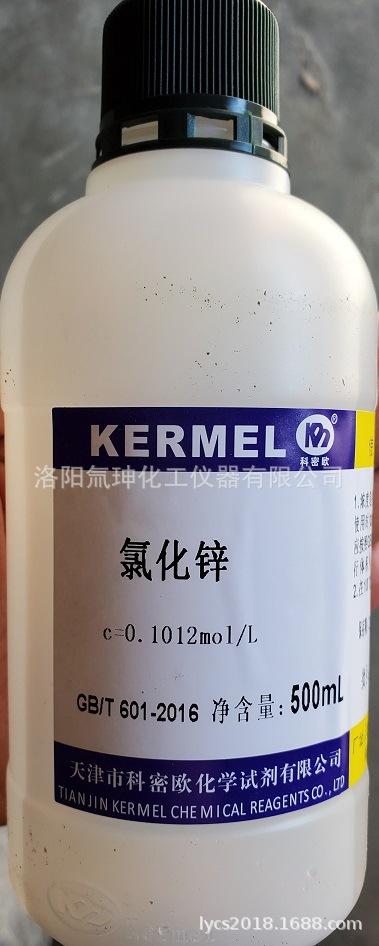 KERMEL
科密欧
®
洛阳氚珅化工仪器有限公司
氯化锌
c=0.1012mol/L
GB/T 601-2016 净含量: 500mL
天津市科密欧化学试剂有限公司
TIANJIN KERMEL CHEMICAL REAGENTS CO., LTD
lycs2018.1688.com